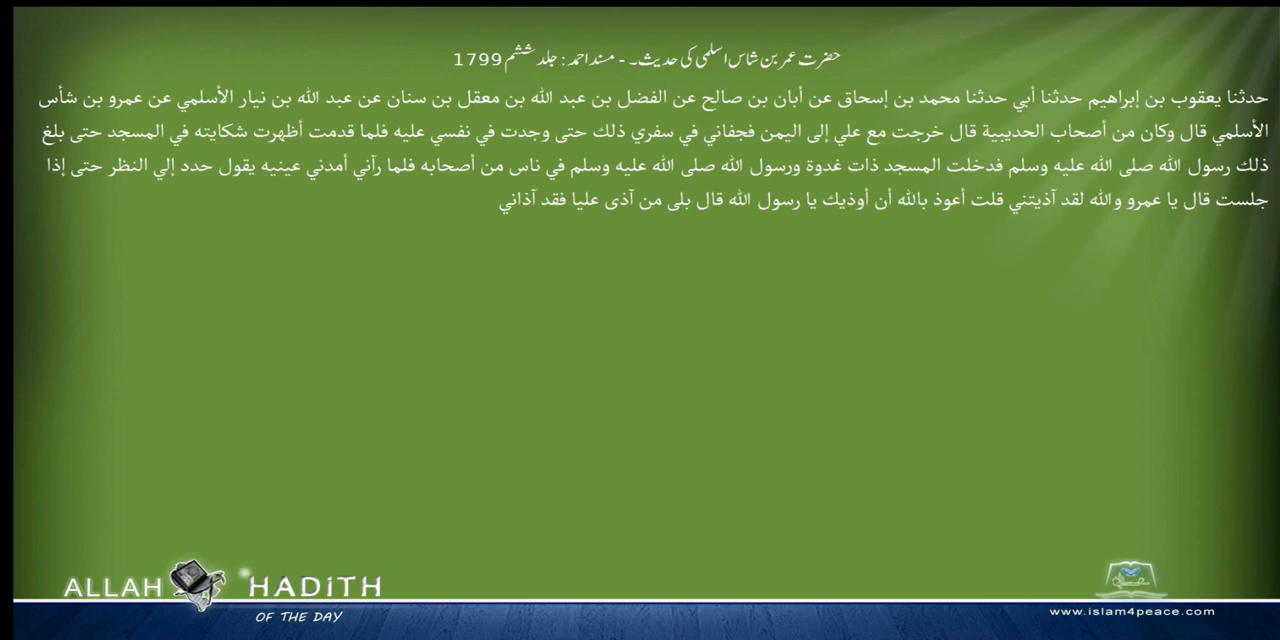 حضرت عمر بن شاس اسلمی کی حدیث۔ - مسند احمد : جلد ششم 1799
حدثنا يعقوب بن إبراهيم حدثنا أبي حدثنا محمد بن إسحاق عن أبان بن صالح عن الفضل بن عبد الله بن معقل بن سنان عن عبد الله بن نيار الأسلمي عن عمرو بن شأس
الأسلمي قال وكان من أصحاب الحديبية قال خرجت مع علي إلى اليمن فجفاني في سفري ذلك حتى وجدت في نفسي عليه فلما قدمت أظهرت شكايته في المسجد حتى بلغ
ذلك رسول الله صلى الله عليه وسلم فدخلت المسجد ذات غدوة ورسول الله صلى الله عليه وسلم في ناس من أصحابه فلما رآني أمدني عينيه يقول حدد إلي النظر حتى إذا
جلست قال يا عمرو والله لقد آذيتني قلت أعوذ بالله أن أوذيك يا رسول الله قال بلى من آذى عليا فقد آذاني
ALLAH HADITH
OF THE DAY
www.islam4peace.com